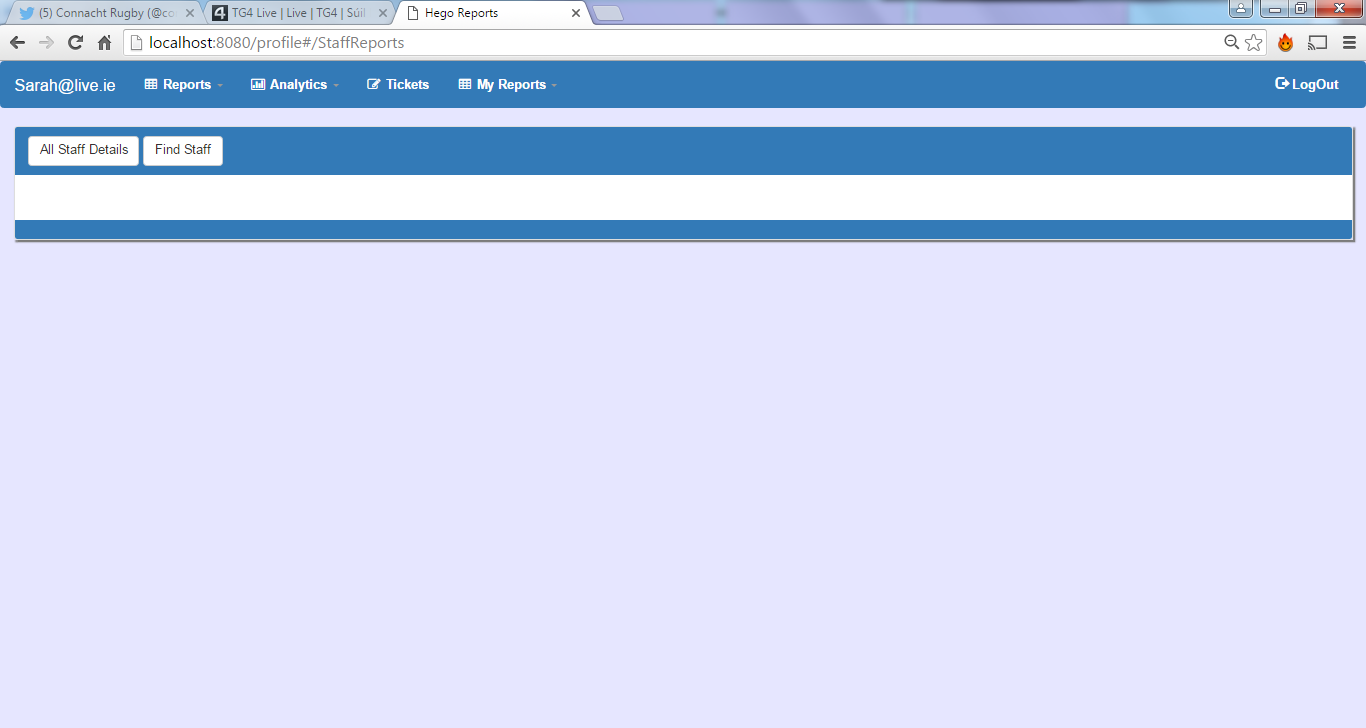 (5) Connacht Rugby (@co
TG4 Live | Live | TG4 | Súil
Hego Reports
localhost:8080/profile#/StaffReports
Sarah@live.ie Reports Analytics Tickets My Reports LogOut
All Staff Details Find Staff